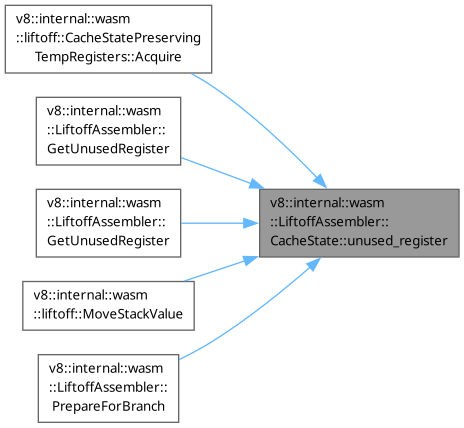 v8::internal::wasm
::liftoff::CacheStatePreserving
TempRegisters::Acquire
v8::internal::wasm
::LiftoffAssembler::
GetUnusedRegister
v8::internal::wasm
::LiftoffAssembler::
GetUnusedRegister
v8::internal::wasm
::liftoff::MoveStackValue
v8::internal::wasm
::LiftoffAssembler::
PrepareForBranch
v8::internal::wasm
::LiftoffAssembler::
CacheState::unused_register